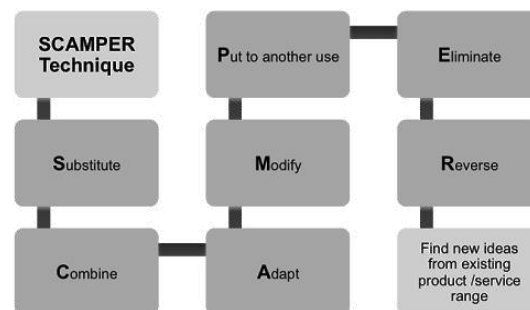 SCAMPER
Technique
Substitute
Combine
Adapt
Modify
Put to another use
Eliminate
Reverse
Find new ideas
from existing
product /service
range